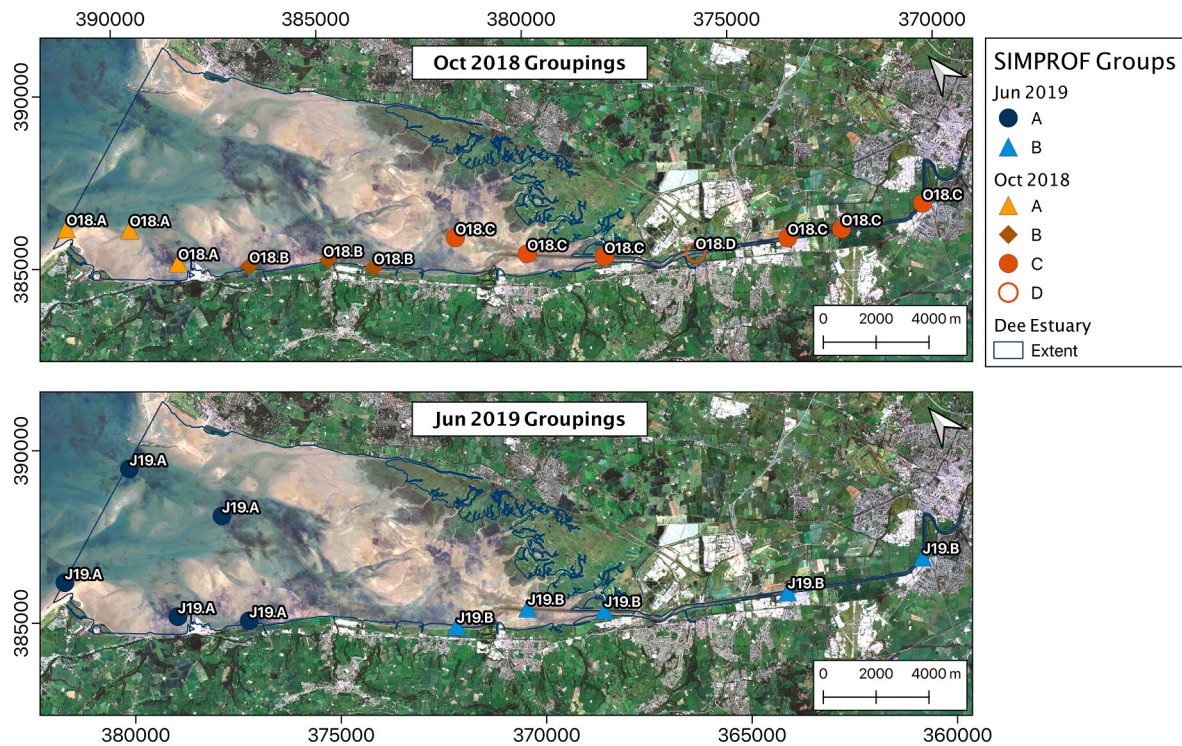 390000 385000 380000 375000 370000
Oct 2018 Groupings
390000
385000
O18.A
O18.A
O18.A
O18.B
O18.B
O18.B
O18.C
O18.C
O18.C
O18.D
O18.C
O18.C
O18.C
0 2000 4000 m
SIMPROF Groups
Jun 2019
A
B
Oct 2018
A
B
C
D
Dee Estuary
Extent
Jun 2019 Groupings
390000
385000
J19.A
J19.A
J19.A
J19.A
J19.A
J19.B
J19.B
J19.B
J19.B
J19.B
0 2000 4000 m
380000 375000 370000 365000 360000